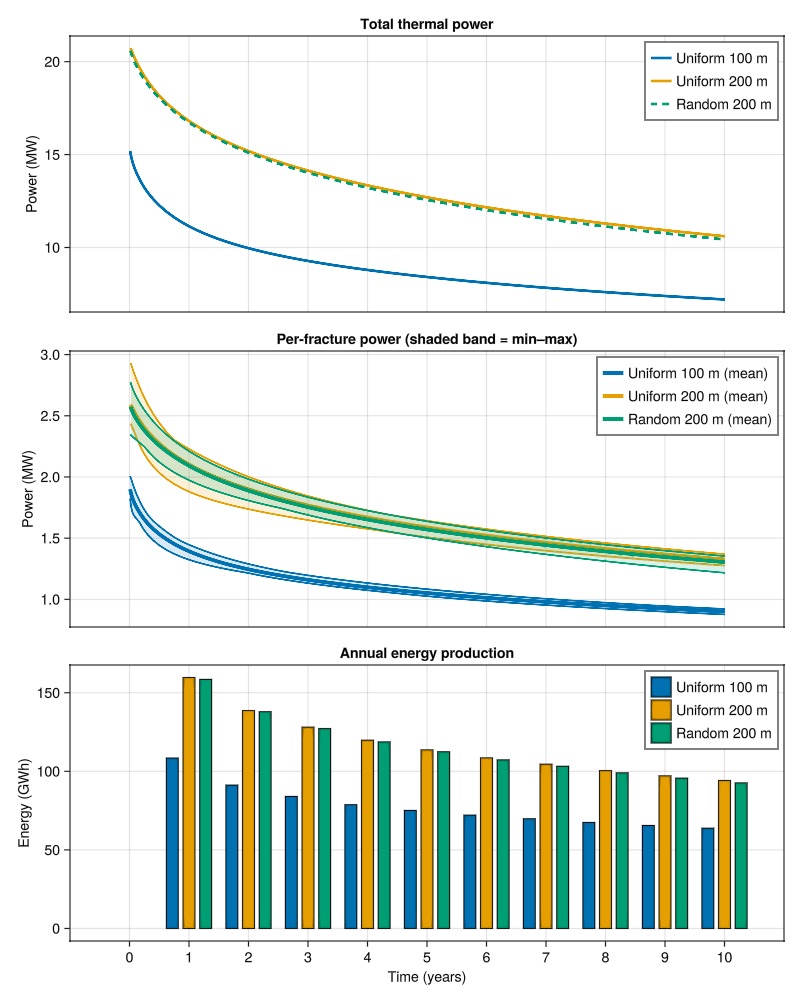 Total thermal power
Power (MW)
20
15
10
Uniform 100 m
Uniform 200 m
Random 200 m
Per-fracture power (shaded band = min–max)
Power (MW)
3.0
2.5
2.0
1.5
1.0
Uniform 100 m (mean)
Uniform 200 m (mean)
Random 200 m (mean)
Annual energy production
Energy (GWh)
150
100
50
0
Uniform 100 m
Uniform 200 m
Random 200 m
0 1 2 3 4 5 6 7 8 9 10
Time (years)